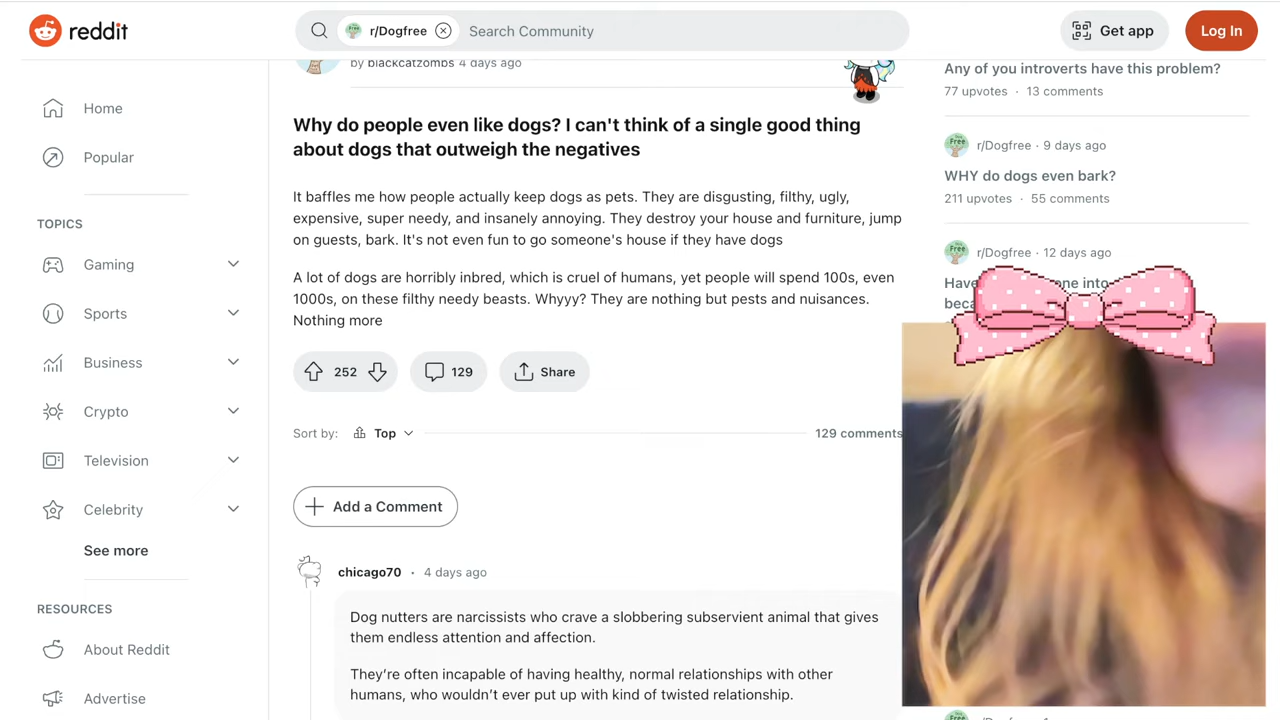 reddit
r/Dogfree
Search Community
Get app
Log In
Home
Popular
TOPICS
Gaming
Sports
Business
Crypto
Television
Celebrity
See more
RESOURCES
About Reddit
Advertise
by blackcatzombs 4 days ago
Why do people even like dogs? I can't think of a single good thing
about dogs that outweigh the negatives
It baffles me how people actually keep dogs as pets. They are disgusting, filthy, ugly,
expensive, super needy, and insanely annoying. They destroy your house and furniture, jump
on guests, bark. It's not even fun to go someone's house if they have dogs
A lot of dogs are horribly inbred, which is cruel of humans, yet people will spend 100s, even
1000s, on these filthy needy beasts. Whyyy? They are nothing but pests and nuisances.
Nothing more
252
129
Share
Sort by: Top
129 comments
Add a Comment
chicago70 · 4 days ago
Dog nutters are narcissists who crave a slobbering subservient animal that gives
them endless attention and affection.
They're often incapable of having healthy, normal relationships with other
humans, who wouldn't ever put up with kind of twisted relationship.
Any of you introverts have this problem?
77 upvotes · 13 comments
Free
r/Dogfree · 9 days ago
WHY do dogs even bark?
211 upvotes · 55 comments
Free
r/Dogfree · 12 days ago
into